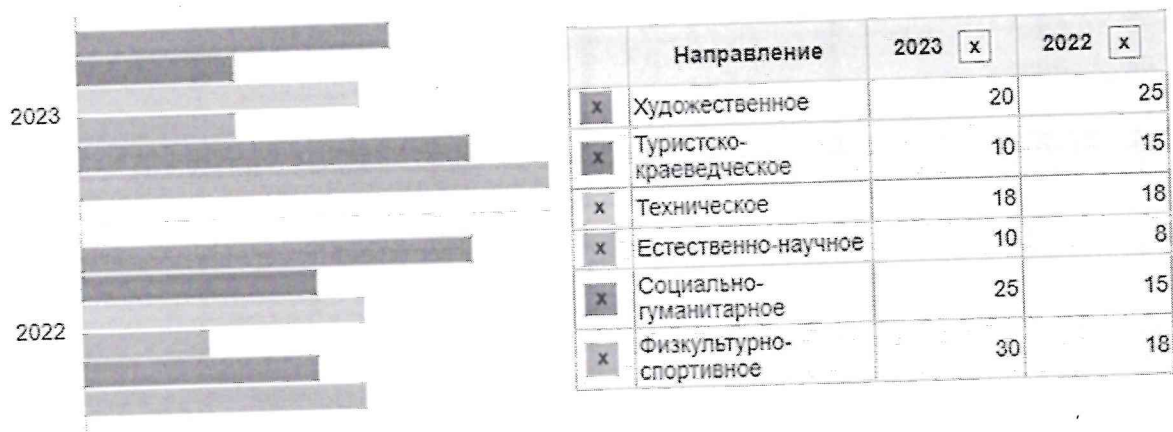 2023
2022
Направление 2023 x 2022 x
x Художественное 20 25
x Туристско-
краеведческое 10 15
x Техническое 18 18
x Естественно-научное 10 8
x Социально-
гуманитарное 25 15
x Физкультурно-
спортивное 30 18